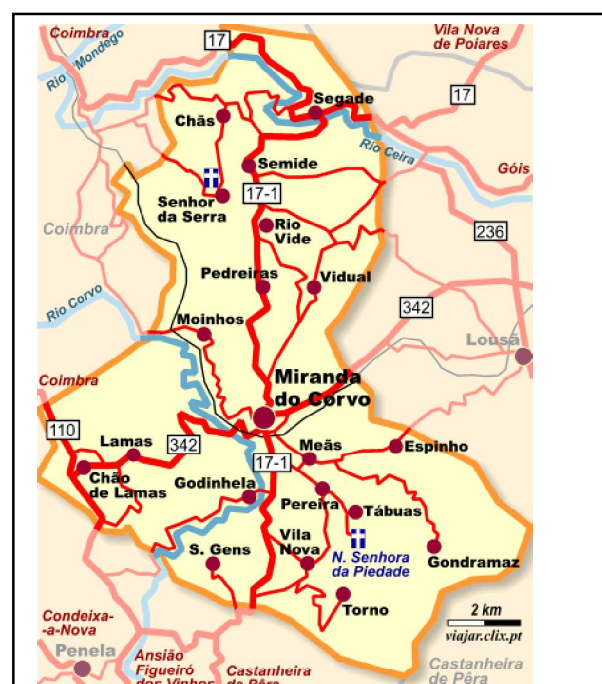 Coimbra
Rio Mondego
17
Vila Nova
de Poiares
17
Segade
Chãs
Rio Ceira
Semide
Góis
17-1
Senhor
da Serra
Rio
Vide
Coimbra
236
Pedreiras
Vidual
Rio Corvo
342
Moinhos
Lousã
Miranda
do Corvo
Coimbra
110
Lamas
342
Meãs
Espinho
17-1
Chão
de Lamas
Godinhela
Pereira
Tábuas
S. Gens
Vila
Nova
N. Senhora
da Piedade
Gondramaz
Torno
2 km
viajar.clix.pt
Condeixa-
-a-Nova
Penela
Ansião
Figueiró
dos Vinhos
Castanheira
de Pêra
Castanheira
de Pêra